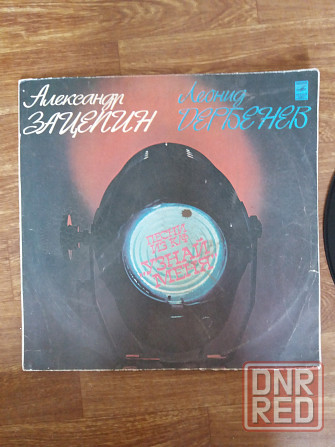 Александр
ЗАЦЕПИН
Леонид
ДЕРБЕНЕВ
ПЕСНИ
ИЗ К/Ф
„УЗНАЙ
МЕНЯ"
DNR
RED